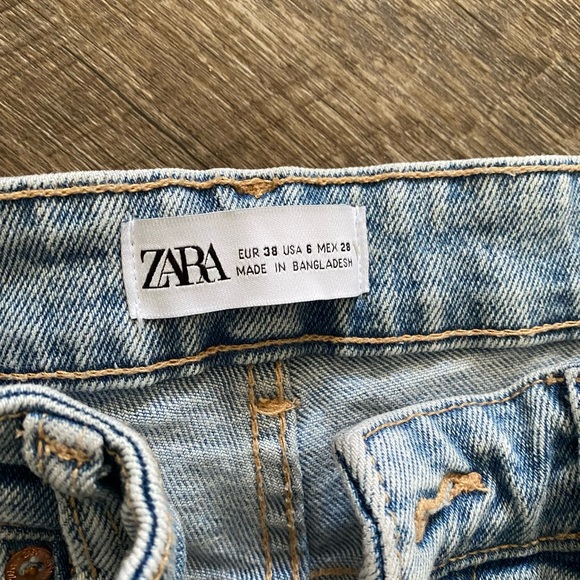 ZARA
EUR 38 USA 6 MEX 28
MADE IN BANGLADESH